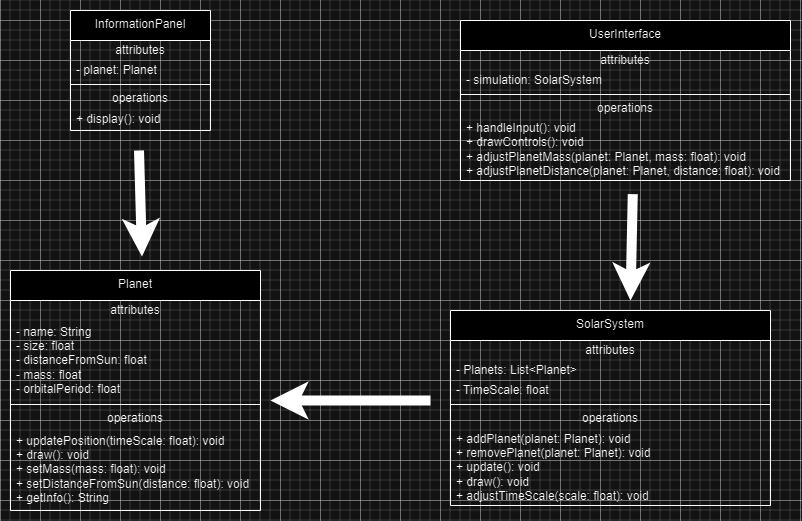 InformationPanel
attributes
- planet: Planet
operations
+ display(): void
UserInterface
attributes
- simulation: SolarSystem
operations
+ handleInput(): void
+ drawControls(): void
+ adjustPlanetMass(planet: Planet, mass: float): void
+ adjustPlanetDistance(planet: Planet, distance: float): void
Planet
attributes
- name: String
- size: float
- distanceFromSun: float
- mass: float
- orbitalPeriod: float
operations
+ updatePosition(timeScale: float): void
+ draw(): void
+ setMass(mass: float): void
+ setDistanceFromSun(distance: float): void
+ getInfo(): String
SolarSystem
attributes
- Planets: List<Planet>
- TimeScale: float
operations
+ addPlanet(planet: Planet): void
+ removePlanet(planet: Planet): void
+ update(): void
+ draw(): void
+ adjustTimeScale(scale: float): void